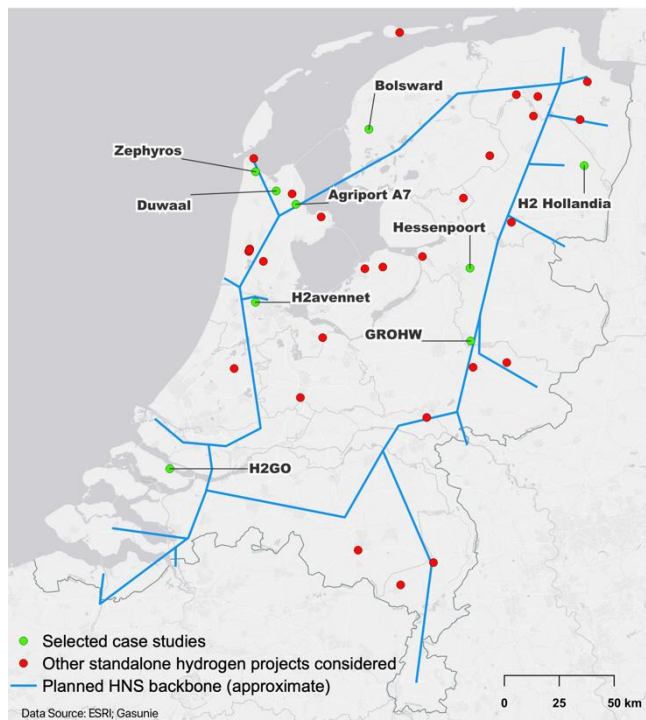 Bolsward
Zephyros
Duwaal
Agriport A7
H2 Hollandia
Hessenpoort
H2avennet
GROHW
H2GO
Selected case studies
Other standalone hydrogen projects considered
Planned HNS backbone (approximate)
0 25 50 km
Data Source: ESRI; Gasunie